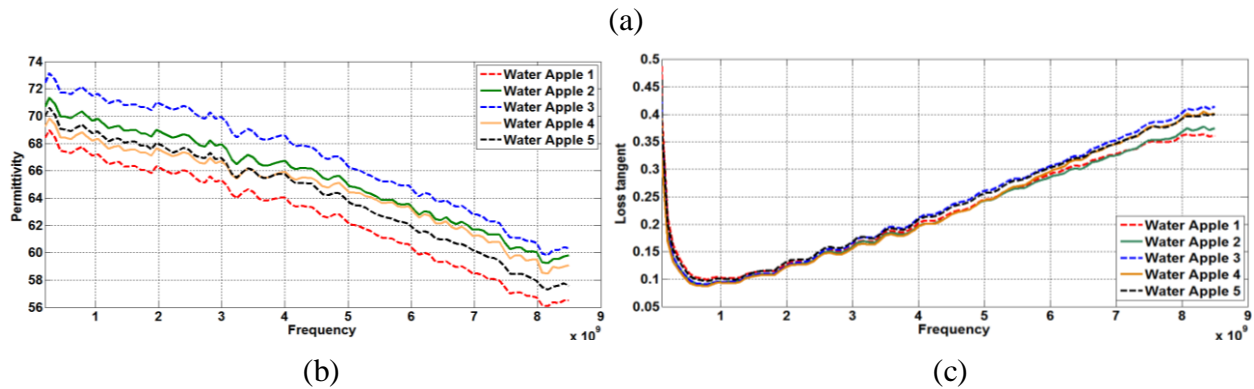 (a)
74
72
70
68
66
64
62
60
58
56
Permittivity
Water Apple 1
Water Apple 2
Water Apple 3
Water Apple 4
Water Apple 5
1 2 3 4 5 6 7 8 9
Frequency
x 10^9
(b)
0.5
0.45
0.4
0.35
0.3
0.25
0.2
0.15
0.1
0.05
Loss tangent
Water Apple 1
Water Apple 2
Water Apple 3
Water Apple 4
Water Apple 5
1 2 3 4 5 6 7 8 9
Frequency
x 10^9
(c)